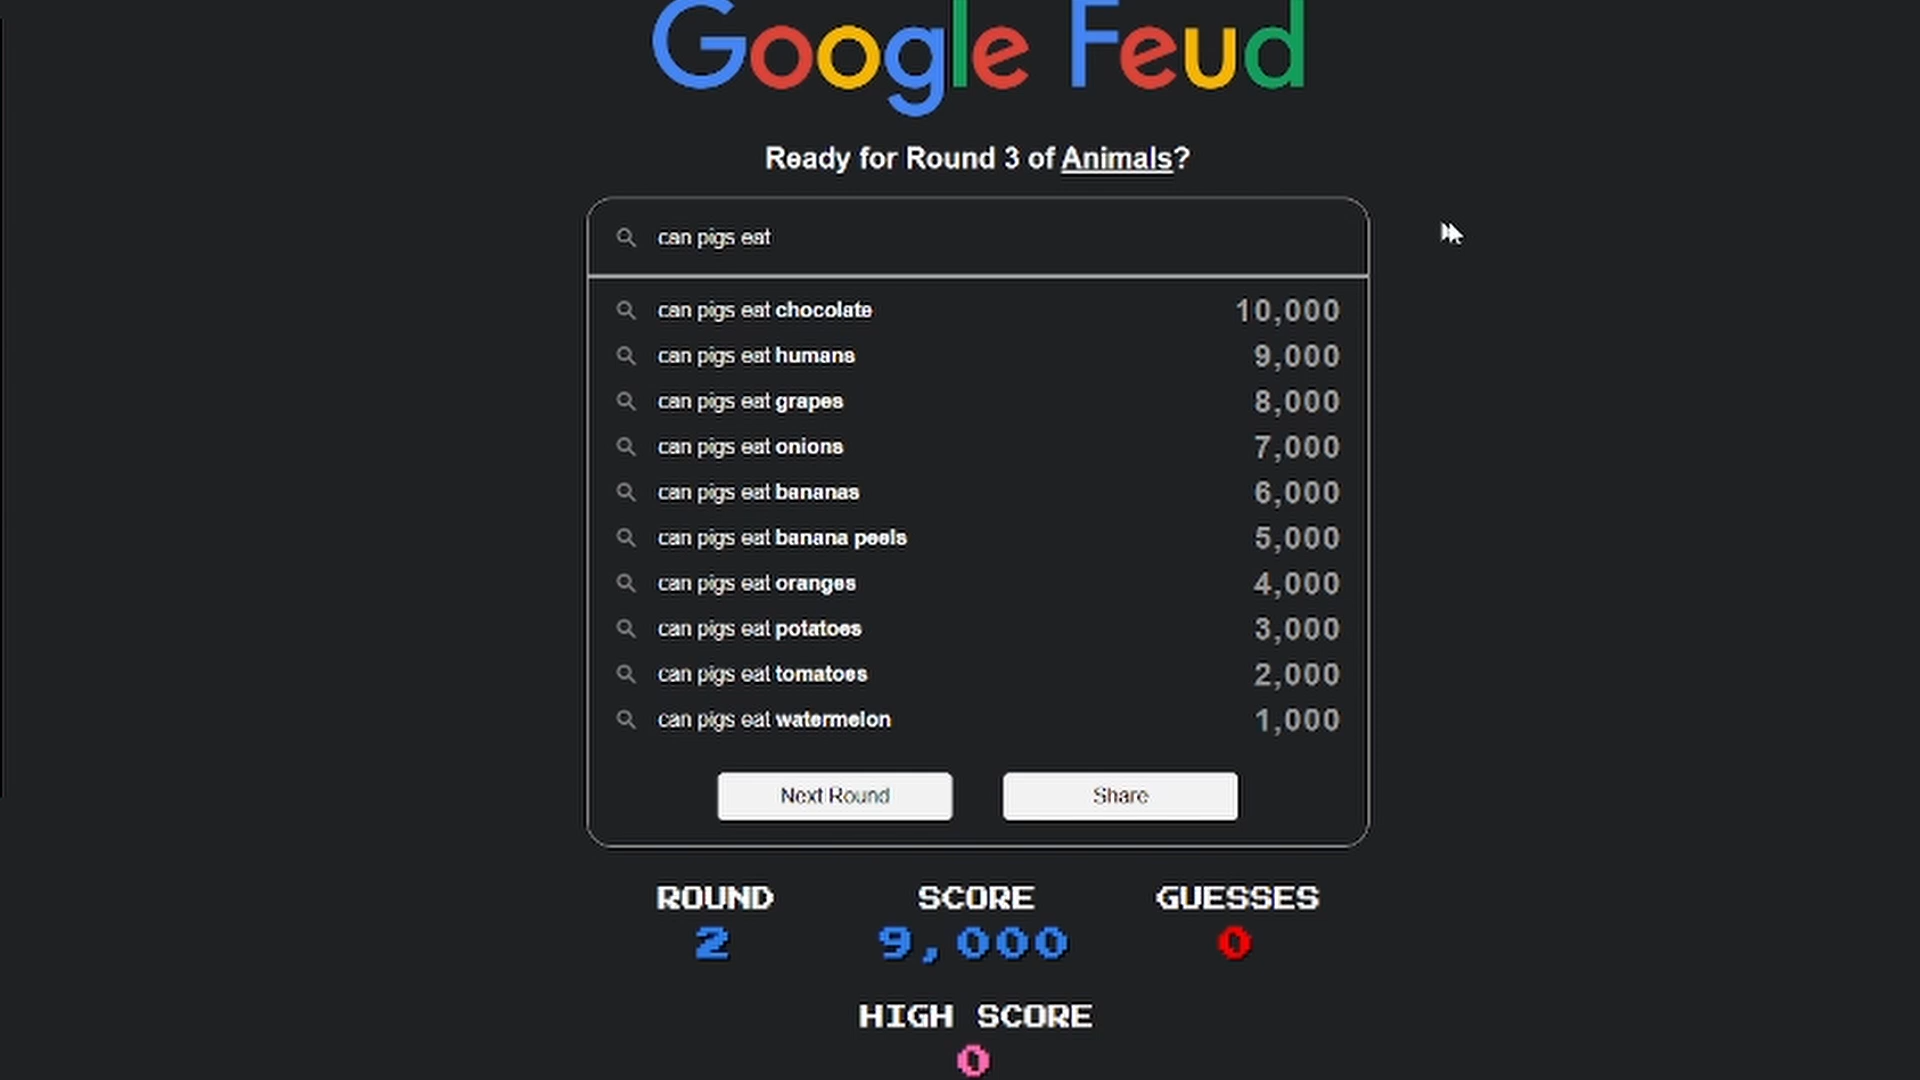 Google Feud
Ready for Round 3 of Animals?
can pigs eat
can pigs eat chocolate 10,000
can pigs eat humans 9,000
can pigs eat grapes 8,000
can pigs eat onions 7,000
can pigs eat bananas 6,000
can pigs eat banana peels 5,000
can pigs eat oranges 4,000
can pigs eat potatoes 3,000
can pigs eat tomatoes 2,000
can pigs eat watermelon 1,000
Next Round Share
ROUND SCORE GUESSES
2 9,000 0
HIGH SCORE
0